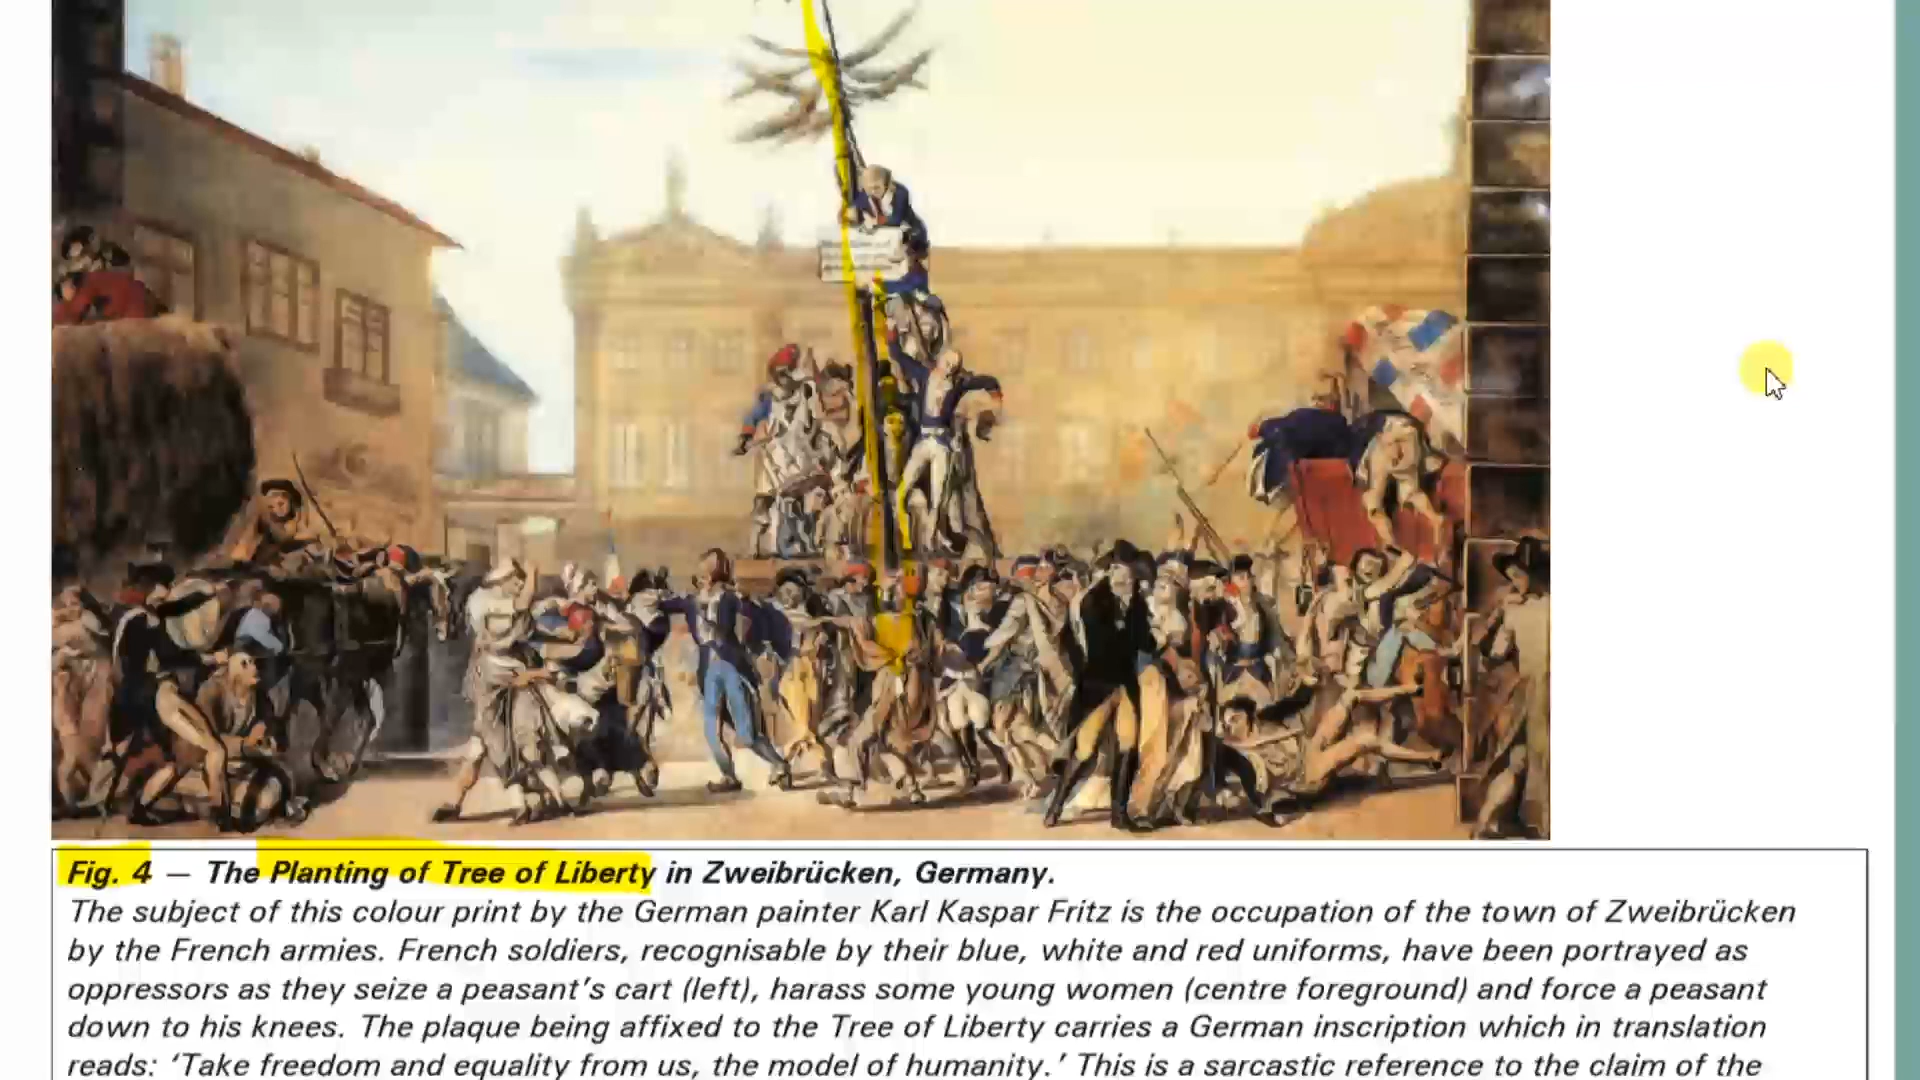 Fig. 4 — The Planting of Tree of Liberty in Zweibrücken, Germany.
The subject of this colour print by the German painter Karl Kaspar Fritz is the occupation of the town of Zweibrücken
by the French armies. French soldiers, recognisable by their blue, white and red uniforms, have been portrayed as
oppressors as they seize a peasant's cart (left), harass some young women (centre foreground) and force a peasant
down to his knees. The plaque being affixed to the Tree of Liberty carries a German inscription which in translation
reads: 'Take freedom and equality from us, the model of humanity.' This is a sarcastic reference to the claim of the